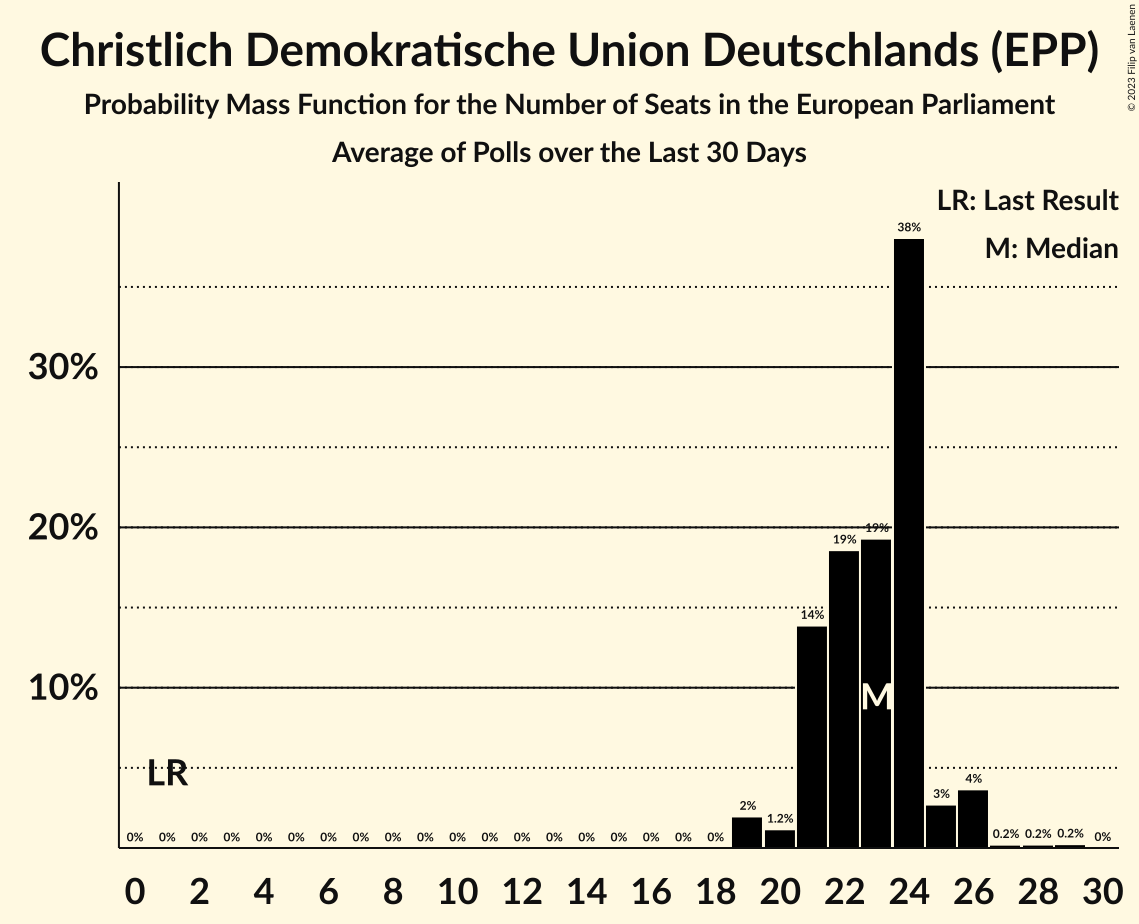 Christlich Demokratische Union Deutschlands (EPP)
Probability Mass Function for the Number of Seats in the European Parliament
Average of Polls over the Last 30 Days
© 2023 Filip van Laenen
LR: Last Result
M: Median
38%
30%
20%
19%
19%
14%
10%
M
LR
4%
3%
2%
1.2%
0% 0% 0% 0% 0% 0% 0% 0% 0% 0% 0% 0% 0% 0% 0% 0% 0% 0% 0% 0.2% 0.2% 0.2% 0%
0 2 4 6 8 10 12 14 16 18 20 22 24 26 28 30